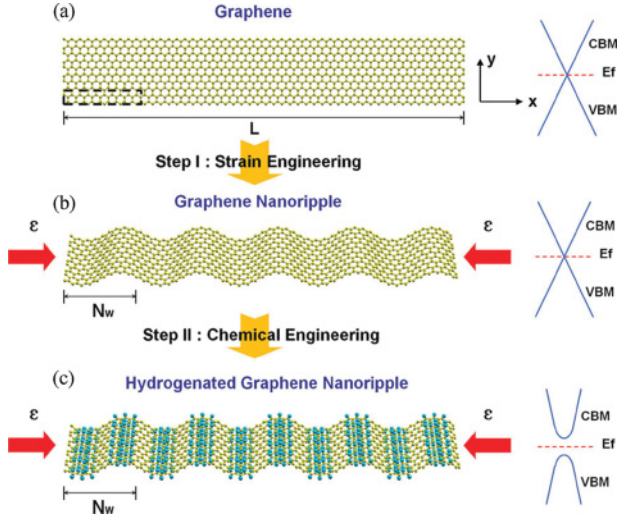 (a)
Graphene
CBM
Ef
VBM
y
x
L
Step I : Strain Engineering
(b)
Graphene Nanoripple
ε
ε
CBM
Ef
VBM
Nw
Step II : Chemical Engineering
(c)
Hydrogenated Graphene Nanoripple
ε
ε
CBM
Ef
VBM
Nw